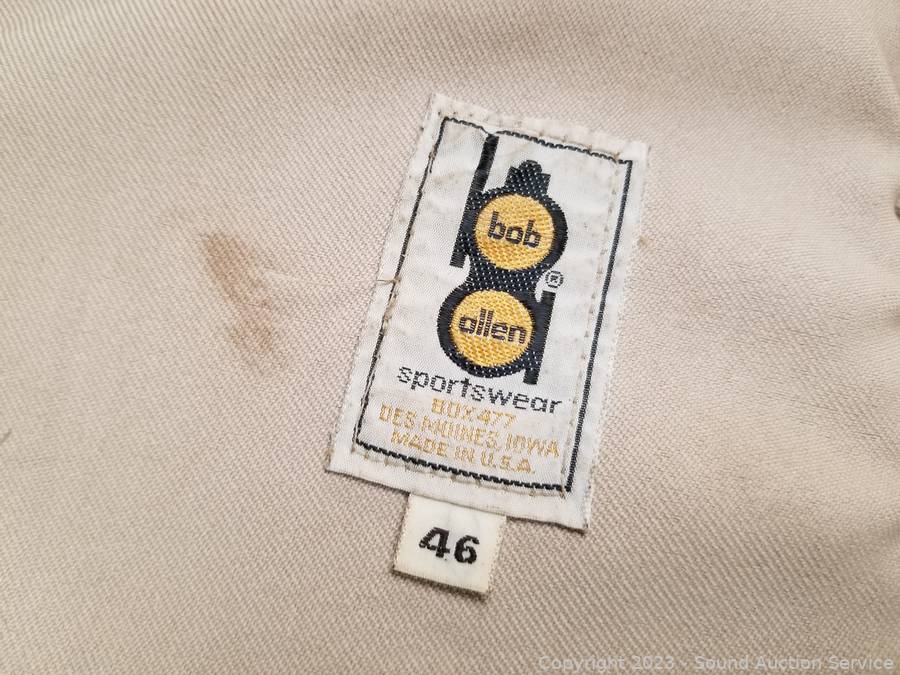 bob
allen
®
sportswear
BOX 477
DES MOINES, IOWA
MADE IN U.S.A.
46
Copyright 2023 - Sound Auction Service